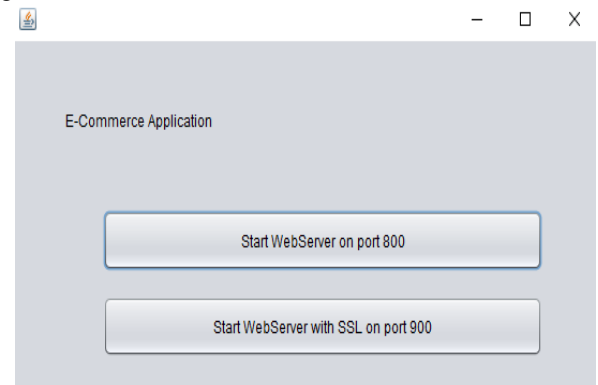 E-Commerce Application
Start WebServer on port 800
Start WebServer with SSL on port 900